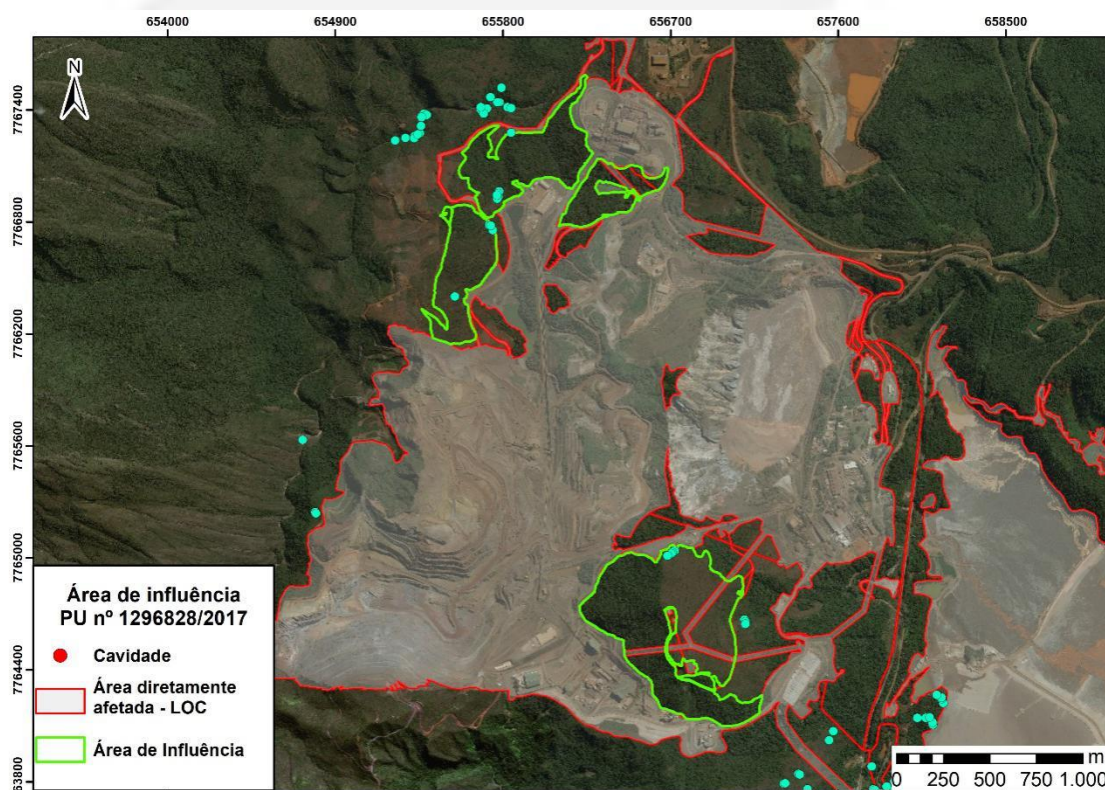 654000 654900 655800 656700 657600 658500
7767400
7766800
7766200
7765600
7765000
7764400
63800
N
Área de influência
PU nº 1296828/2017
Cavidade
Área diretamente
afetada - LOC
Área de Influência
m
0 250 500 750 1.000